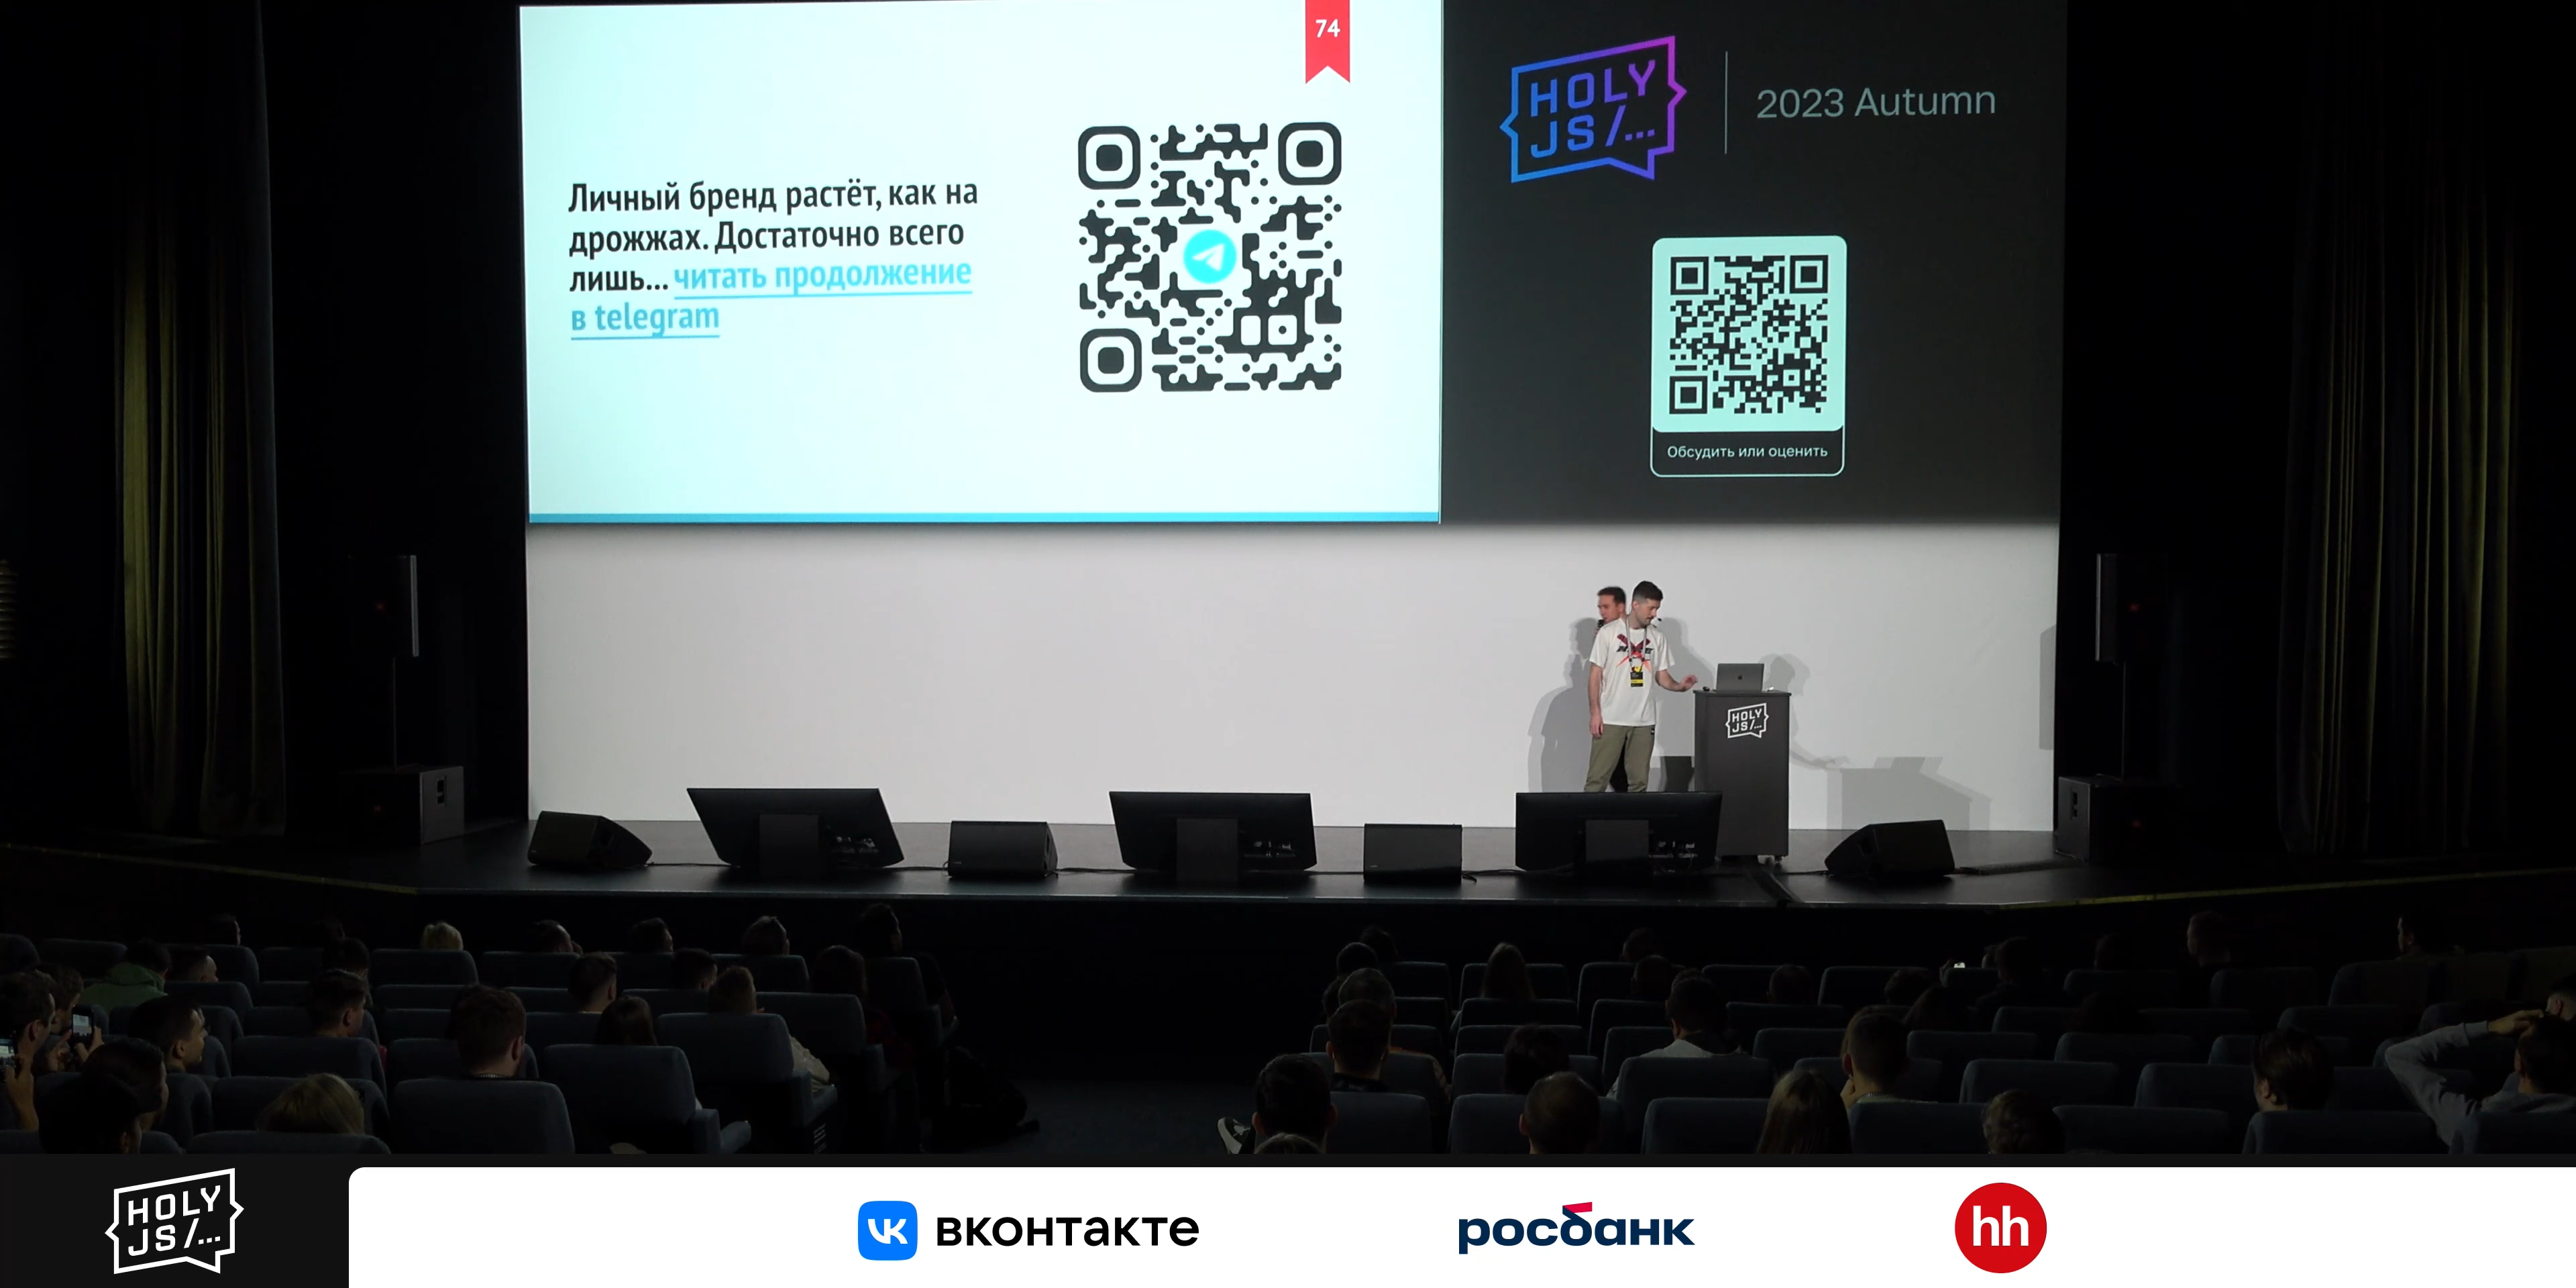 74
Личный бренд растёт, как на
дрожжах. Достаточно всего
лишь... читать продолжение
в telegram
HOLY
JS/...
2023 Autumn
Обсудить или оценить
HOLY
JS/...
HOLY
JS/...
вконтакте
росбанк
hh